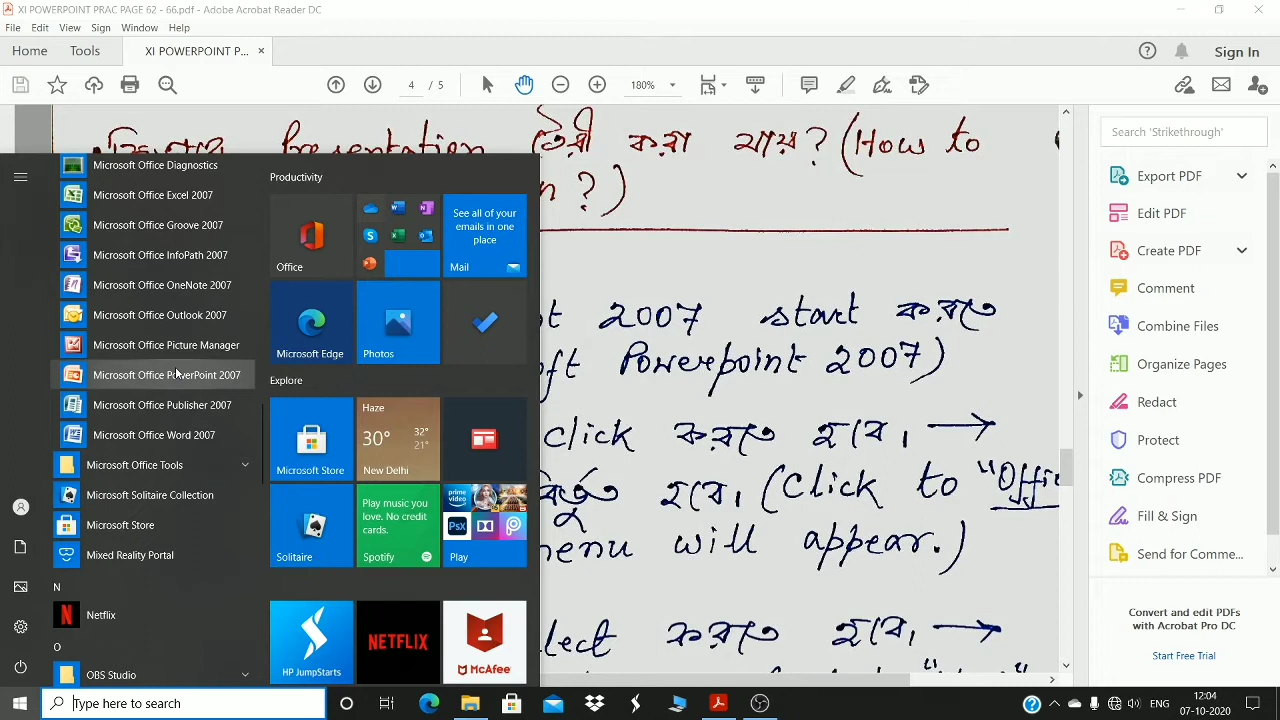 XI POWERPOINT PRAC PAGE 62 - 66.pdf - Adobe Acrobat Reader DC
File Edit View Sign Window Help
Home Tools XI POWERPOINT P... × Sign In
4 / 5 180%
Presentation তৈরী করা যায়? (How to
n ?)
Search 'Strikethrough'
Export PDF
Edit PDF
Create PDF
Comment
Combine Files
Organize Pages
Redact
Protect
Compress PDF
Fill & Sign
Send for Comme...
Convert and edit PDFs
with Acrobat Pro DC
Start Free Trial
2007 start করতে
oft Powerpoint 2007)
click করতে হবে। →
হবে। (Click to "Offi
menu will appear.)
lect করতে হবে। →
Microsoft Office Diagnostics
Microsoft Office Excel 2007
Microsoft Office Groove 2007
Microsoft Office InfoPath 2007
Microsoft Office OneNote 2007
Microsoft Office Outlook 2007
Microsoft Office Picture Manager
Microsoft Office PowerPoint 2007
Microsoft Office Publisher 2007
Microsoft Office Word 2007
Microsoft Office Tools
Microsoft Solitaire Collection
Microsoft Store
Mixed Reality Portal
N
Netflix
O
OBS Studio
Productivity
Office
See all of your
emails in one
place
Mail
Microsoft Edge
Photos
Explore
Microsoft Store
Haze
30° 32°
21°
New Delhi
Solitaire
Play music you
love. No credit
cards.
Spotify
prime video
PsX
Play
HP JumpStarts
NETFLIX
McAfee
Type here to search
ENG
12:04
07-10-2020